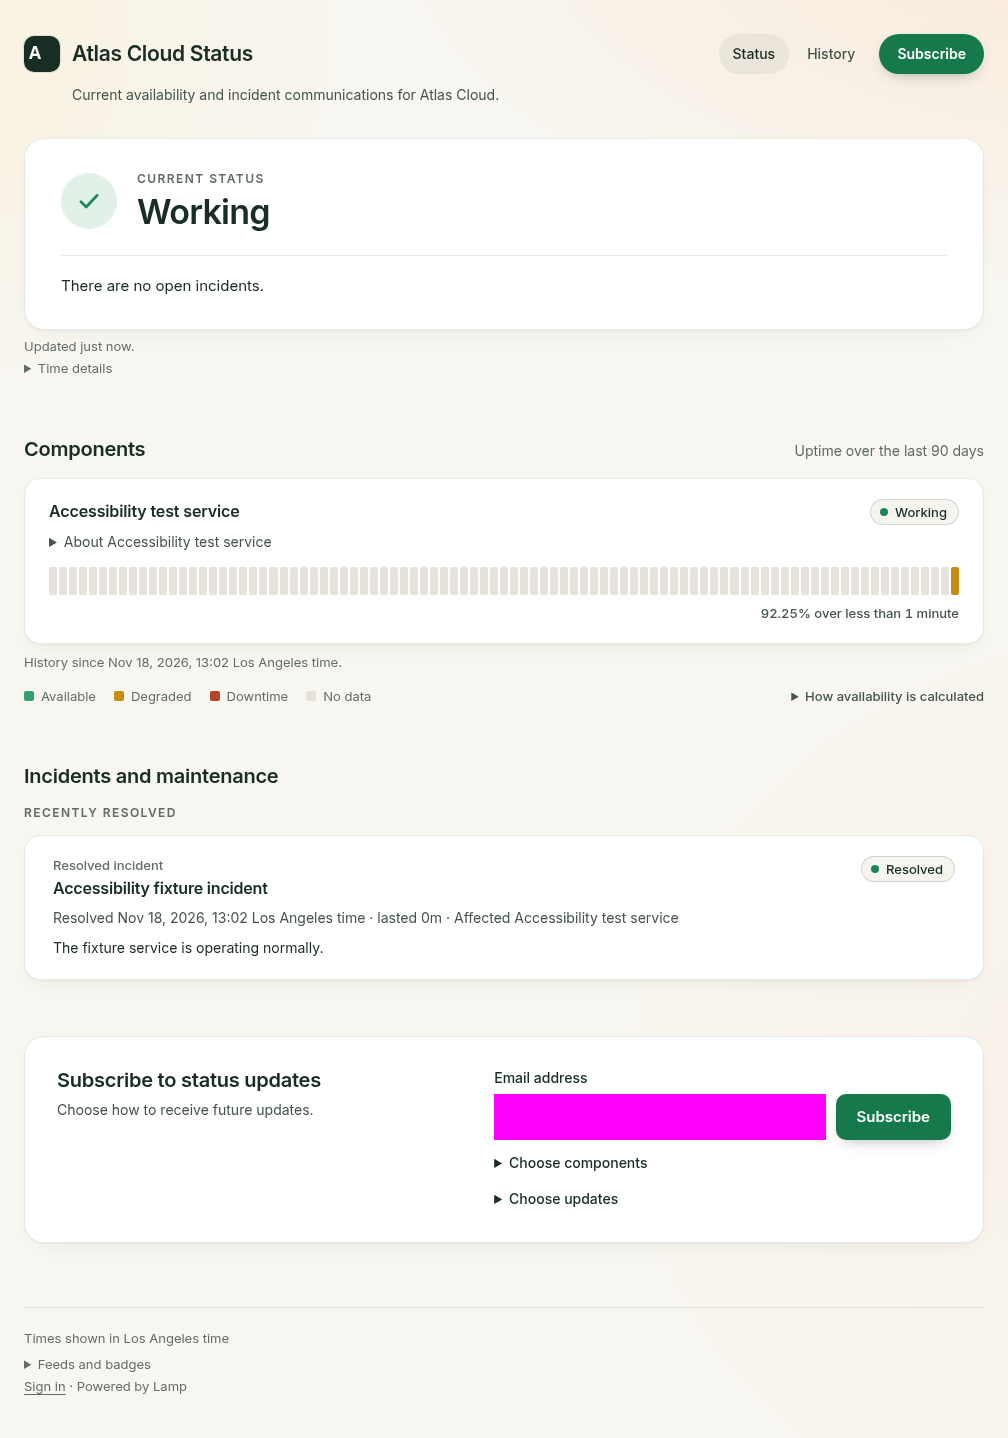 A
Atlas Cloud Status
Status
History
Subscribe
Current availability and incident communications for Atlas Cloud.
CURRENT STATUS
Working
There are no open incidents.
Updated just now.
Time details
Components
Uptime over the last 90 days
Accessibility test service
Working
About Accessibility test service
92.25% over less than 1 minute
History since Nov 18, 2026, 13:02 Los Angeles time.
Available
Degraded
Downtime
No data
How availability is calculated
Incidents and maintenance
RECENTLY RESOLVED
Resolved incident
Resolved
Accessibility fixture incident
Resolved Nov 18, 2026, 13:02 Los Angeles time · lasted 0m · Affected Accessibility test service
The fixture service is operating normally.
Subscribe to status updates
Choose how to receive future updates.
Email address
Subscribe
Choose components
Choose updates
Times shown in Los Angeles time
Feeds and badges
Sign in · Powered by Lamp